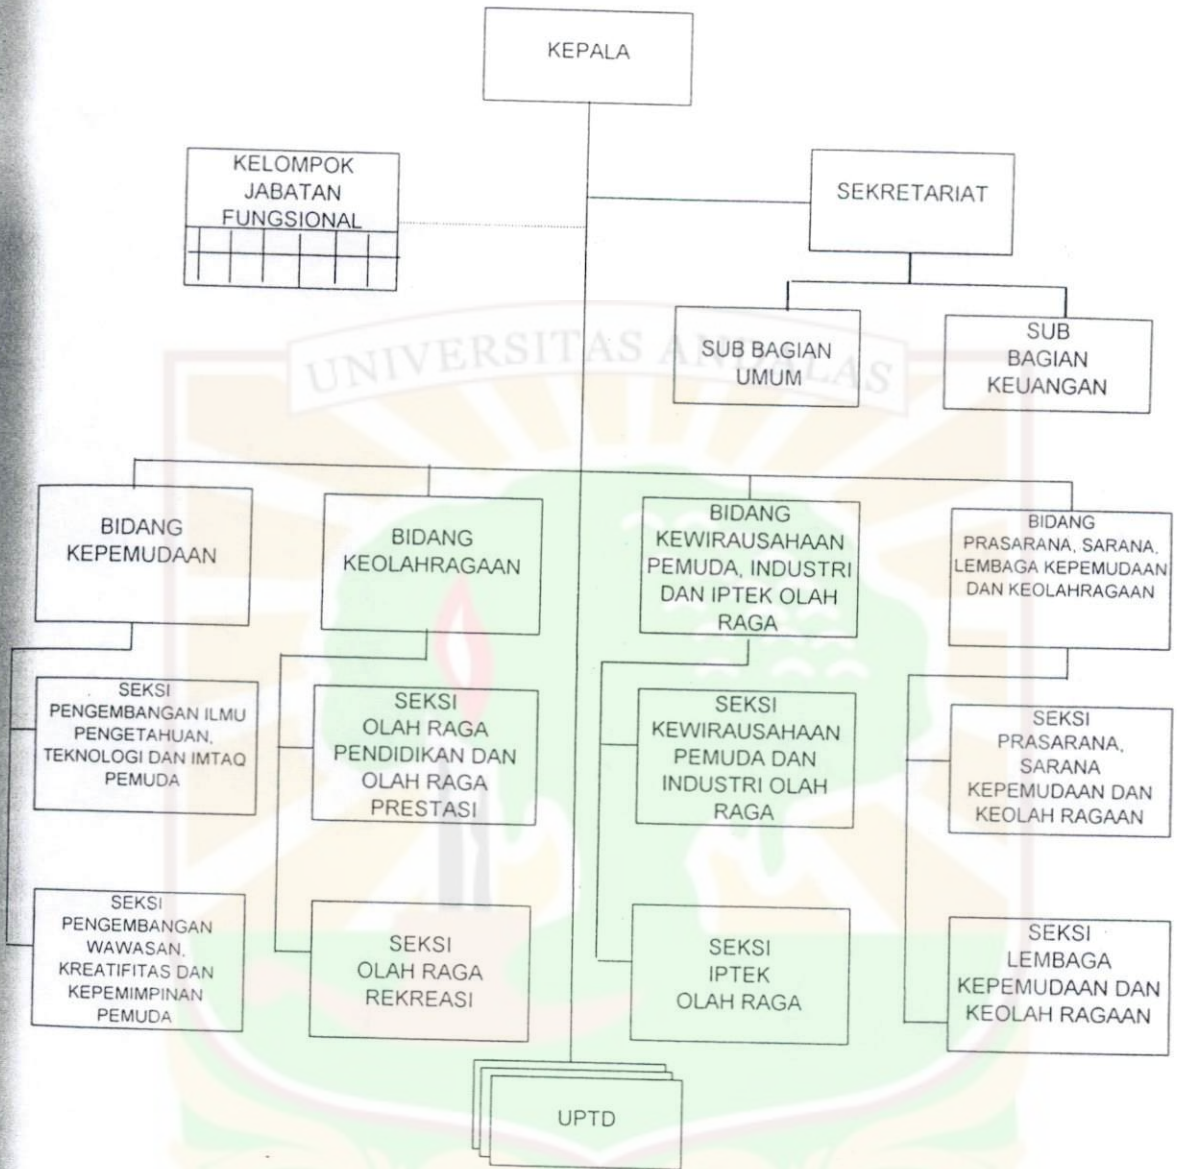 KEPALA
KELOMPOK
JABATAN
FUNGSIONAL
SEKRETARIAT
SUB BAGIAN
UMUM
SUB
BAGIAN
KEUANGAN
UNIVERSITAS ANDALAS
BIDANG
KEPEMUDAAN
BIDANG
KEOLAHRAGAAN
BIDANG
KEWIRAUSAHAAN
PEMUDA, INDUSTRI
DAN IPTEK OLAH
RAGA
BIDANG
PRASARANA, SARANA,
LEMBAGA KEPEMUDAAN
DAN KEOLAHRAGAAN
SEKSI
PENGEMBANGAN ILMU
PENGETAHUAN,
TEKNOLOGI DAN IMTAQ
PEMUDA
SEKSI
OLAH RAGA
PENDIDIKAN DAN
OLAH RAGA
PRESTASI
SEKSI
KEWIRAUSAHAAN
PEMUDA DAN
INDUSTRI OLAH
RAGA
SEKSI
PRASARANA,
SARANA
KEPEMUDAAN DAN
KEOLAH RAGAAN
SEKSI
PENGEMBANGAN
WAWASAN,
KREATIFITAS DAN
KEPEMIMPINAN
PEMUDA
SEKSI
OLAH RAGA
REKREASI
SEKSI
IPTEK
OLAH RAGA
SEKSI
LEMBAGA
KEPEMUDAAN DAN
KEOLAH RAGAAN
UPTD